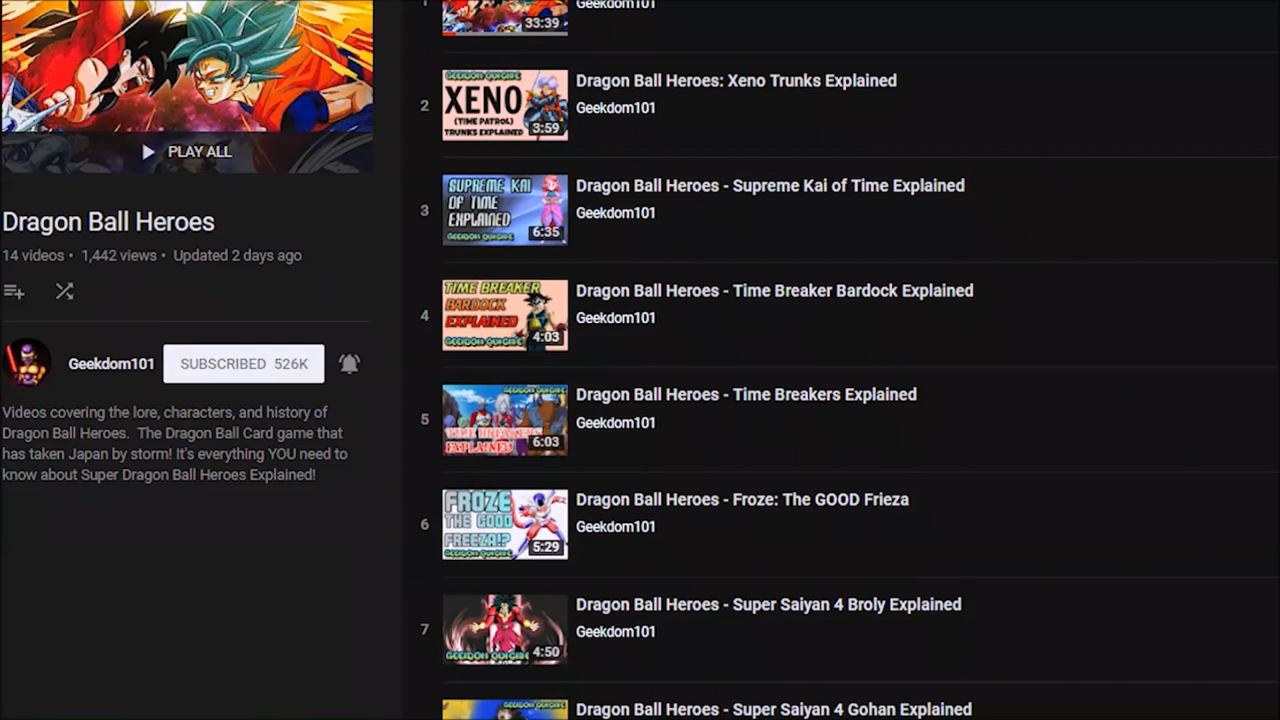 PLAY ALL
Dragon Ball Heroes
14 videos • 1,442 views • Updated 2 days ago
Geekdom101
SUBSCRIBED 526K
Videos covering the lore, characters, and history of
Dragon Ball Heroes. The Dragon Ball Card game that
has taken Japan by storm! It's everything YOU need to
know about Super Dragon Ball Heroes Explained!
1
33:39
Geekdom101
2
GEEKDOM QUICKIRE
XENO
(TIME PATROL)
TRUNKS EXPLAINED
3:59
Dragon Ball Heroes: Xeno Trunks Explained
Geekdom101
3
SUPREME KAI
OF TIME
EXPLAINED
6:35
Dragon Ball Heroes - Supreme Kai of Time Explained
Geekdom101
4
TIME BREAKER
BARDOCK
EXPLAINED
4:03
Dragon Ball Heroes - Time Breaker Bardock Explained
Geekdom101
5
TIME BREAKERS
EXPLAINED!
6:03
Dragon Ball Heroes - Time Breakers Explained
Geekdom101
6
FROZE
THE GOOD
FREEZA!?
5:29
Dragon Ball Heroes - Froze: The GOOD Frieza
Geekdom101
7
4:50
Dragon Ball Heroes - Super Saiyan 4 Broly Explained
Geekdom101
Dragon Ball Heroes - Super Saiyan 4 Gohan Explained